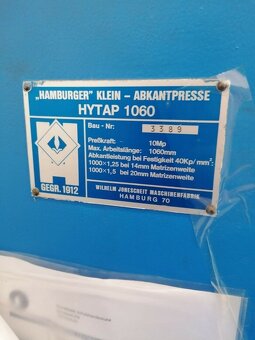 „HAMBURGER" KLEIN – ABKANTPRESSE
HYTAP 1060
Bau - Nr: 3389
Preßkraft: 10Mp
Max. Arbeitslänge: 1060mm
Abkantleistung bei Festigkeit 40Kp/mm²:
1000×1,25 bei 14mm Matrizenweite
1000×1,5 bei 20mm Matrizenweite
GEGR. 1912
WILHELM JONESCHEIT MASCHINENFABRIK
HAMBURG 70